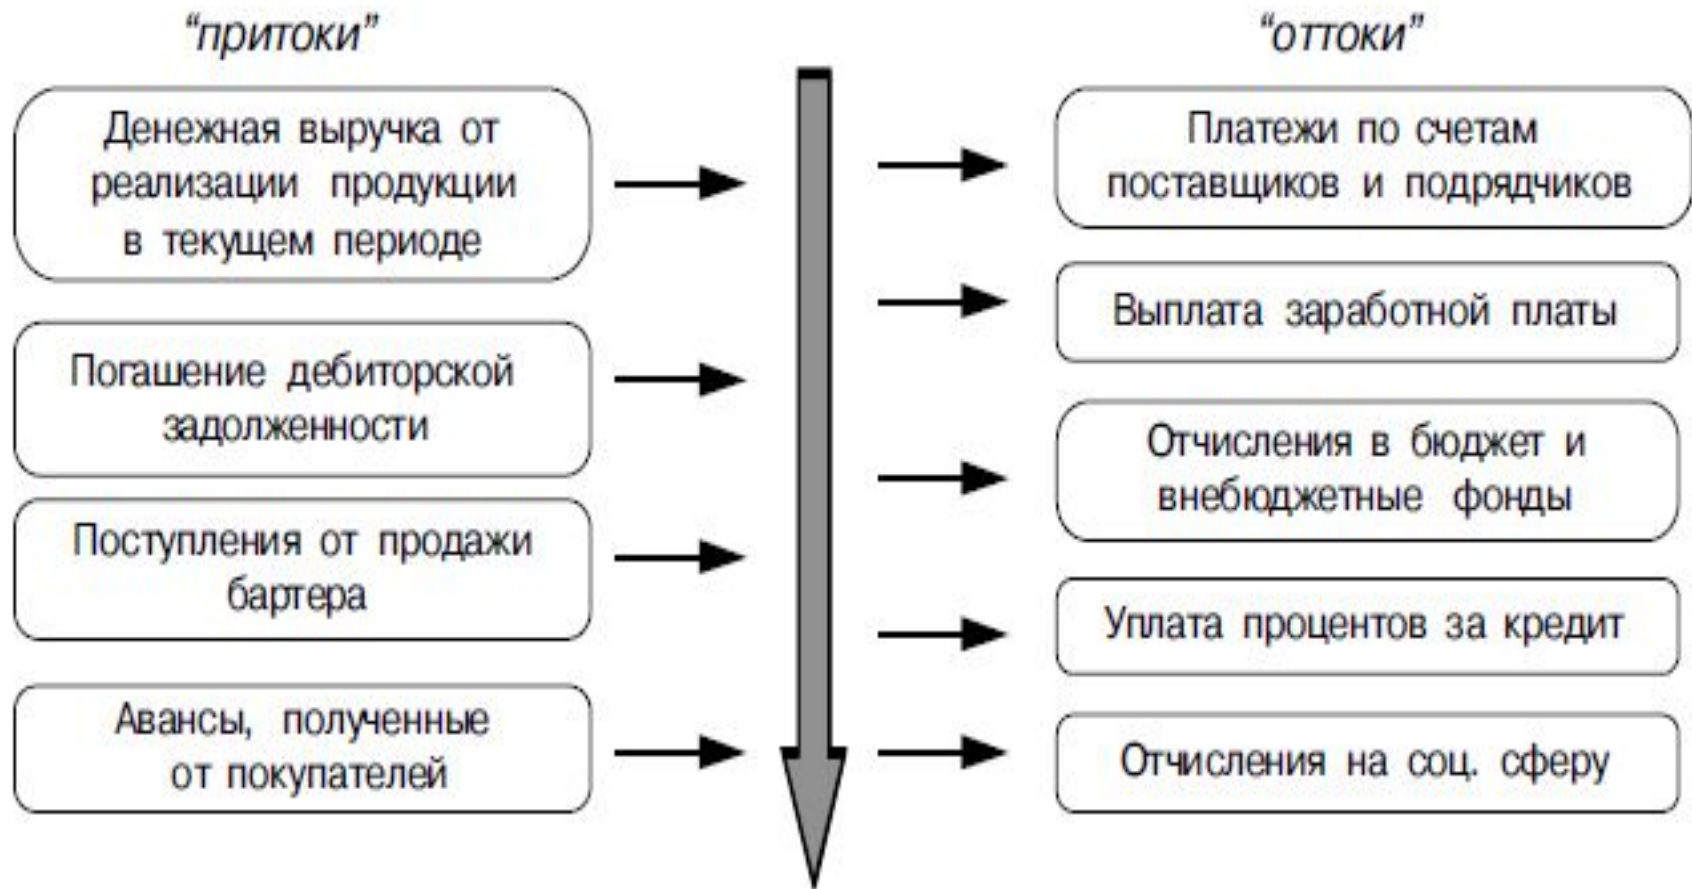 “притоки”
Денежная выручка от
реализации продукции
в текущем периоде
Погашение дебиторской
задолженности
Поступления от продажи
бартера
Авансы, полученные
от покупателей
“оттоки”
Платежи по счетам
поставщиков и подрядчиков
Выплата заработной платы
Отчисления в бюджет и
внебюджетные фонды
Уплата процентов за кредит
Отчисления на соц. сферу